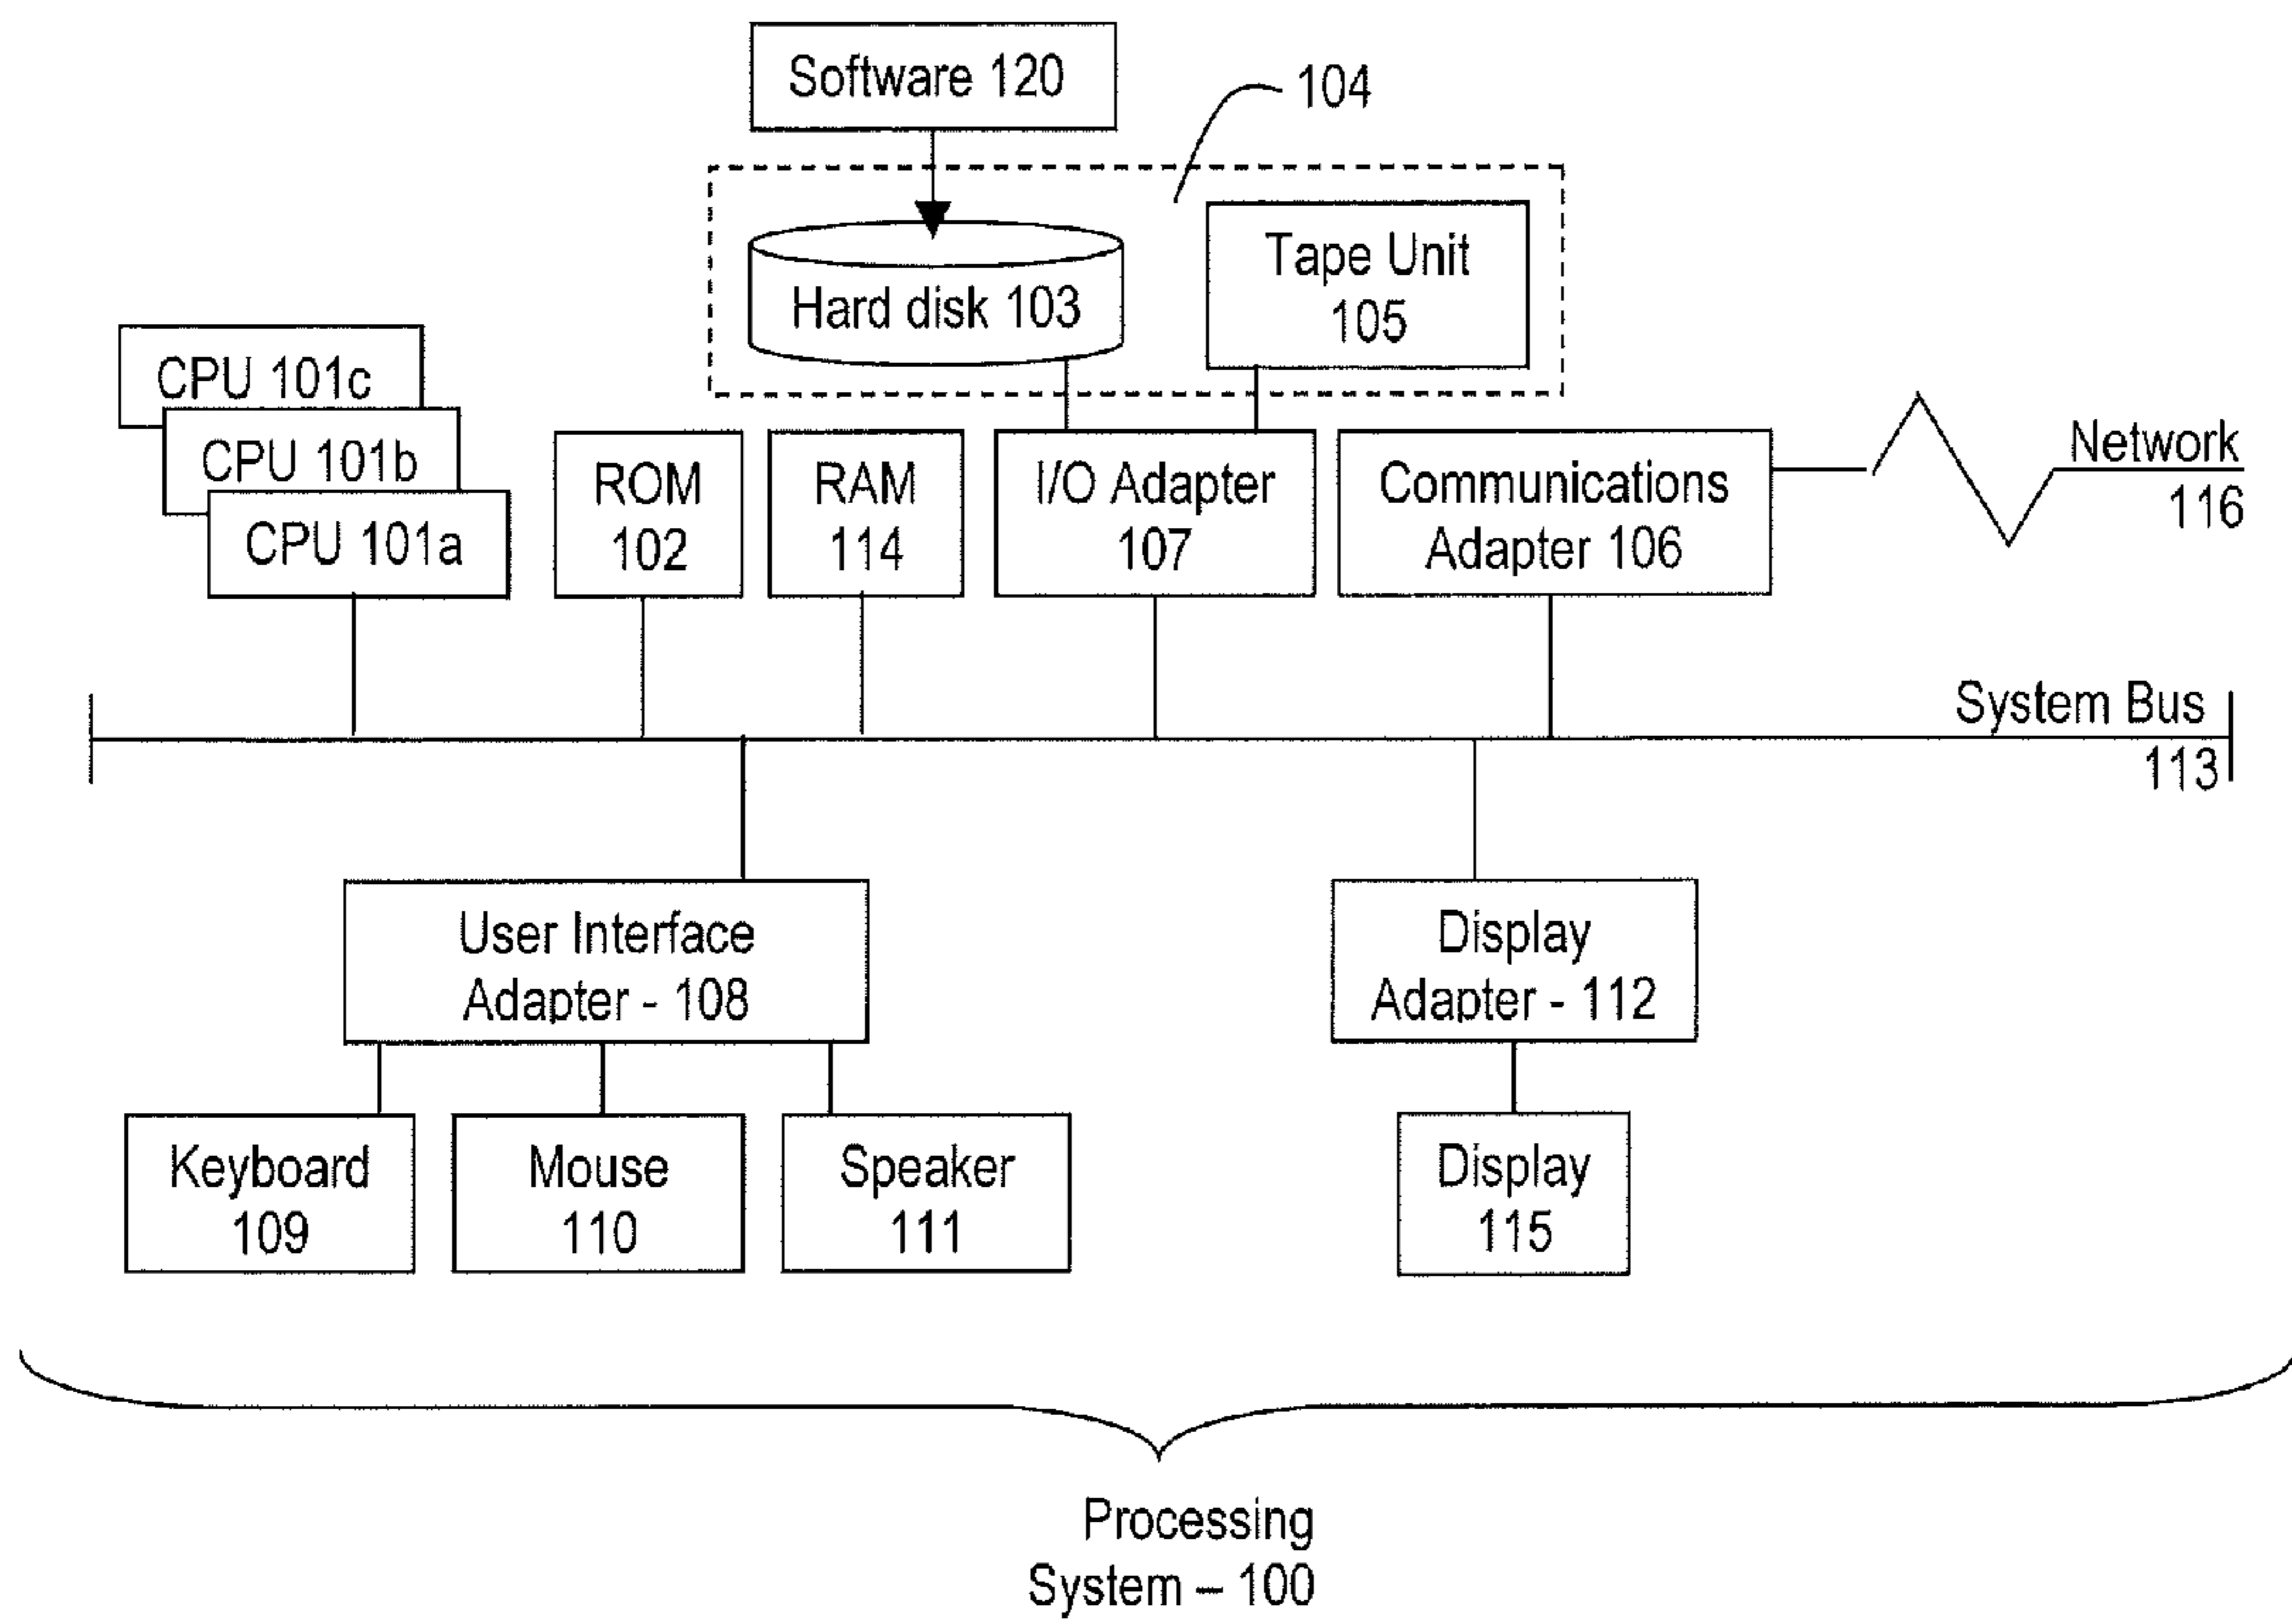 Software 120
104
Hard disk 103
Tape Unit
105
CPU 101c
CPU 101b
CPU 101a
ROM
102
RAM
114
I/O Adapter
107
Communications
Adapter 106
Network
116
System Bus
113
User Interface
Adapter - 108
Display
Adapter - 112
Keyboard
109
Mouse
110
Speaker
111
Display
115
Processing
System – 100